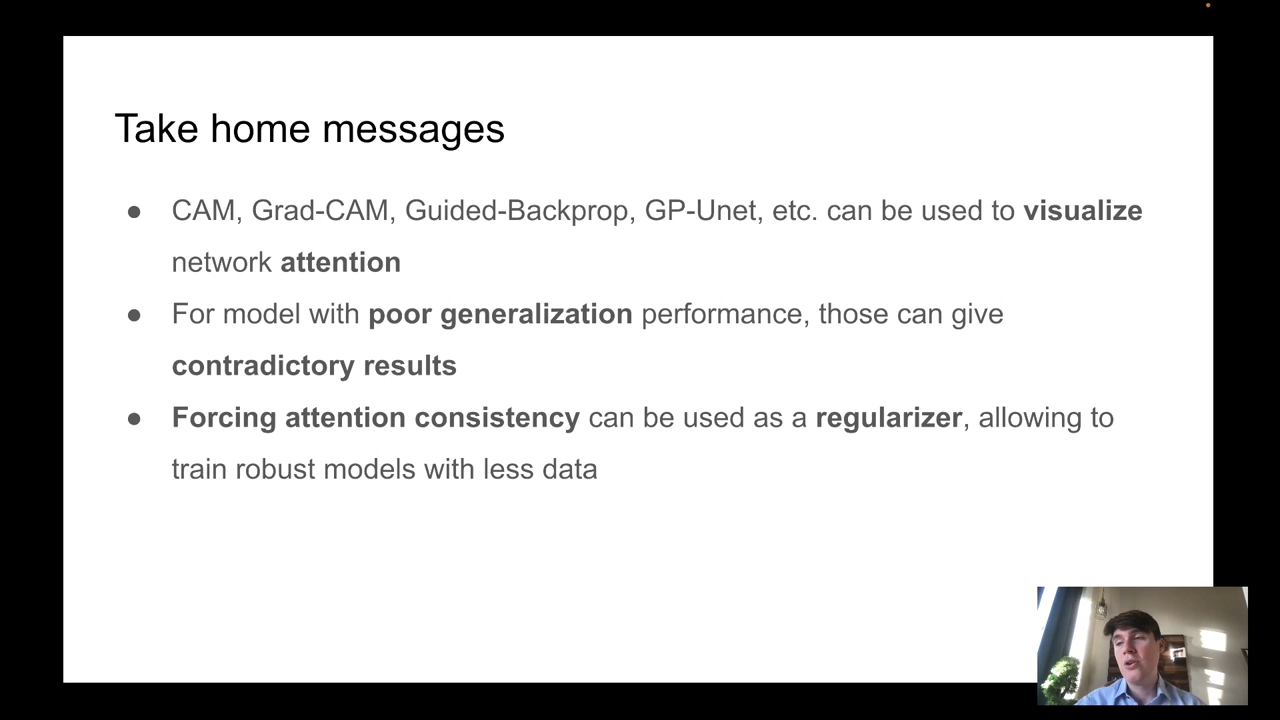 Take home messages
● CAM, Grad-CAM, Guided-Backprop, GP-Unet, etc. can be used to visualize
network attention
● For model with poor generalization performance, those can give
contradictory results
● Forcing attention consistency can be used as a regularizer, allowing to
train robust models with less data